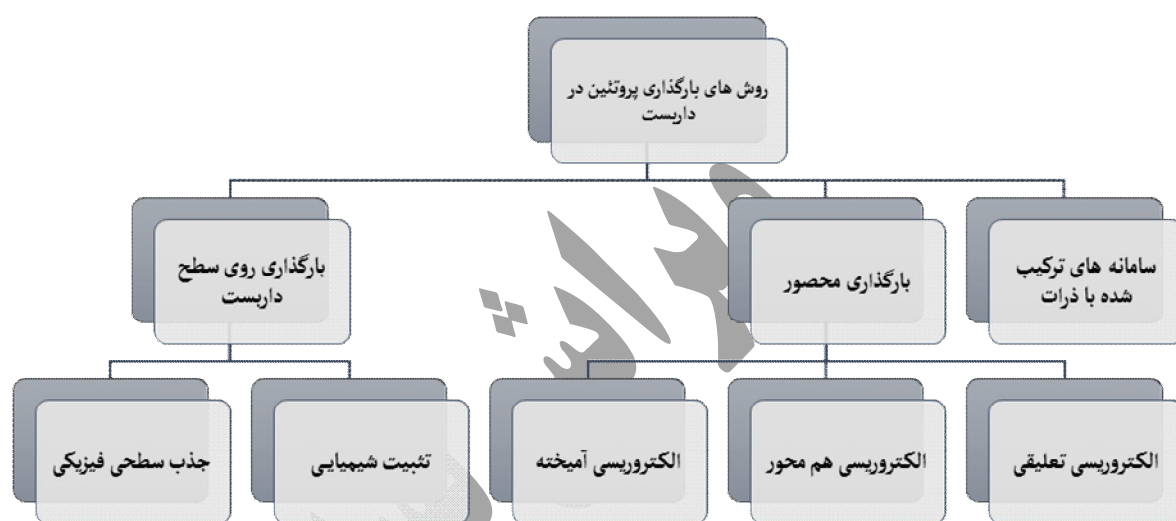 روش های بارگذاری پروتئین در
داربست
سامانه های ترکیب
شده با ذرات
بارگذاری محصور
بارگذاری روی سطح
داربست
الکتروریسی تعلیقی
الکتروریسی هم محور
الکتروریسی آمیخته
تثبیت شیمیایی
جذب سطحی فیزیکی